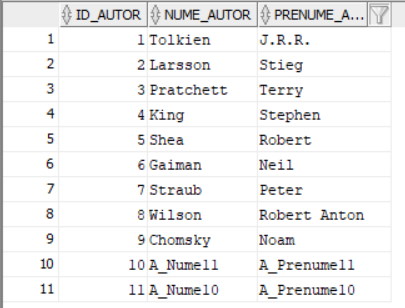 ID_AUTOR NUME_AUTOR PRENUME_A...
1 1 Tolkien J.R.R.
2 2 Larsson Stieg
3 3 Pratchett Terry
4 4 King Stephen
5 5 Shea Robert
6 6 Gaiman Neil
7 7 Straub Peter
8 8 Wilson Robert Anton
9 9 Chomsky Noam
10 10 A_Nume11 A_Prenume11
11 11 A_Nume10 A_Prenume10